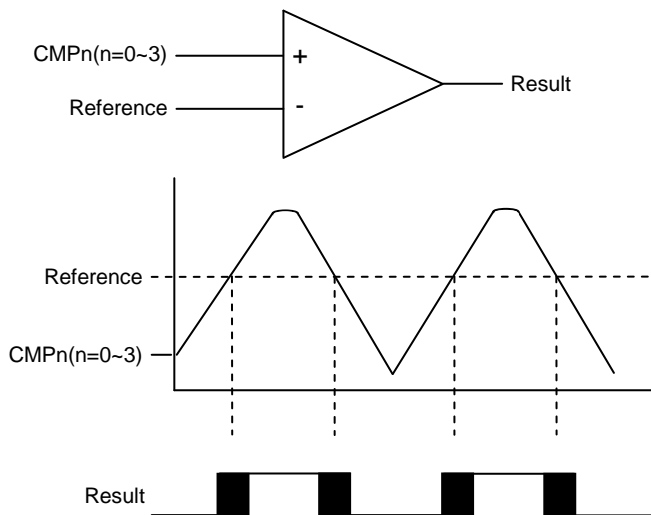 CMPn(n=0~3)
+
Result
Reference
-
Reference
CMPn(n=0~3)
Result